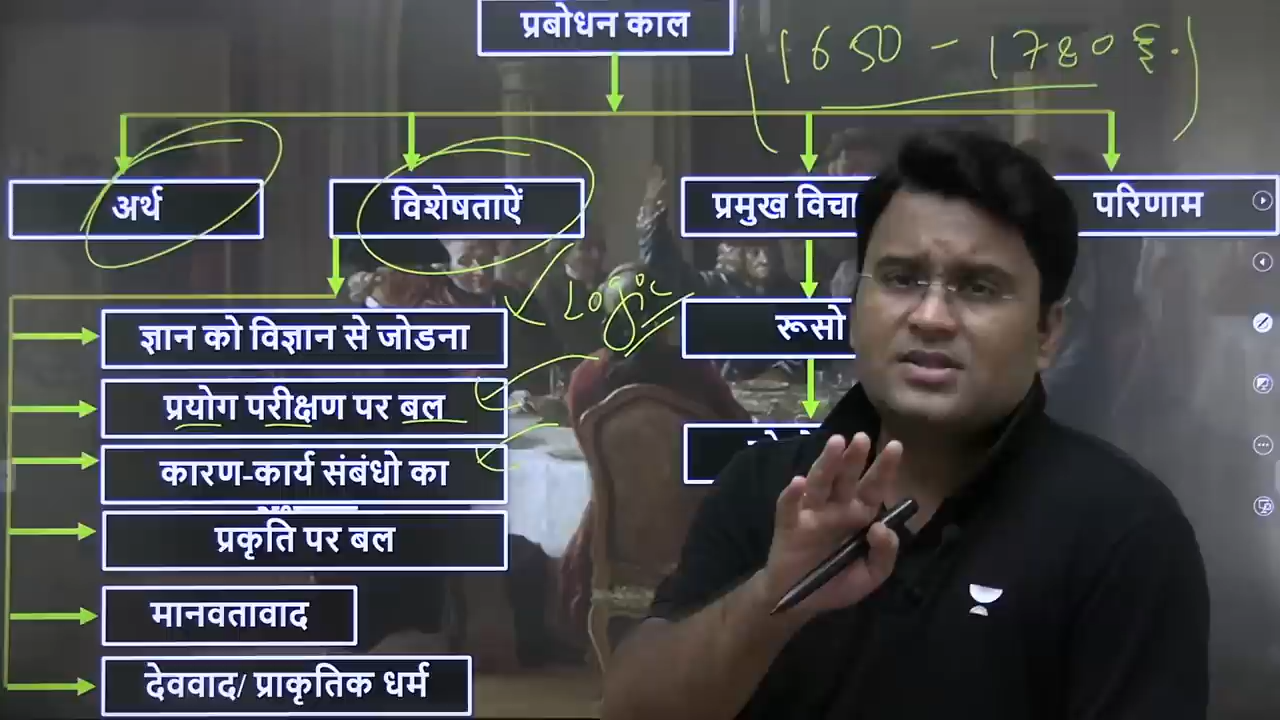 प्रबोधन काल
(1650 - 1780 ई.)
अर्थ
विशेषताऐं
प्रमुख
परिणाम
Logic
ज्ञान को विज्ञान से जोडना
प्रयोग परीक्षण पर बल
कारण-कार्य संबंधो का
प्रकृति पर बल
मानवतावाद
देववाद/ प्राकृतिक धर्म
रूसो